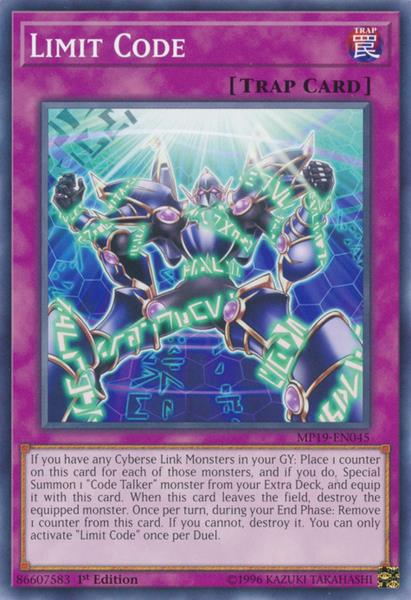 LIMIT CODE
TRAP
罠
[TRAP CARD]
MP19-EN045
If you have any Cyberse Link Monsters in your GY: Place 1 counter
on this card for each of those monsters, and if you do, Special
Summon 1 "Code Talker" monster from your Extra Deck, and equip
it with this card. When this card leaves the field, destroy the
equipped monster. Once per turn, during your End Phase: Remove
1 counter from this card. If you cannot, destroy it. You can only
activate "Limit Code" once per Duel.
86607583 1st Edition ©1996 KAZUKI TAKAHASHI